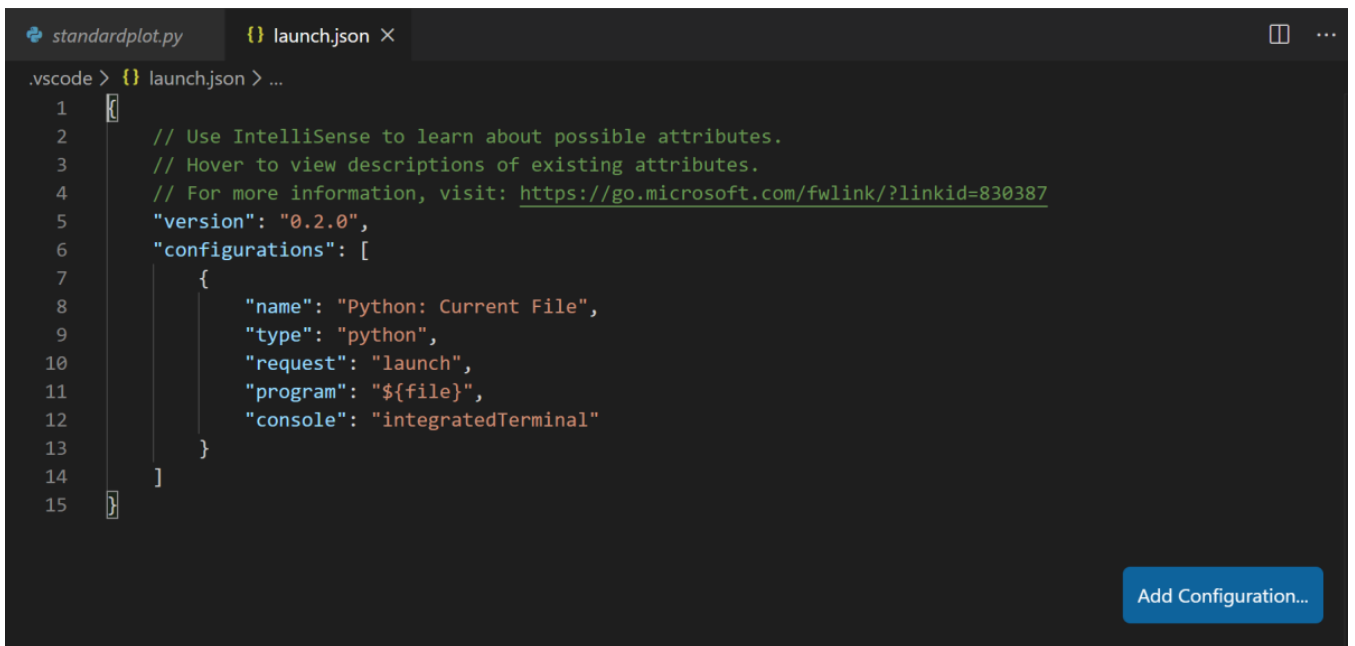 standardplot.py
{} launch.json ×
...
.vscode > {} launch.json > ...
1 {
2 // Use IntelliSense to learn about possible attributes.
3 // Hover to view descriptions of existing attributes.
4 // For more information, visit: https://go.microsoft.com/fwlink/?linkid=830387
5 "version": "0.2.0",
6 "configurations": [
7 {
8 "name": "Python: Current File",
9 "type": "python",
10 "request": "launch",
11 "program": "${file}",
12 "console": "integratedTerminal"
13 }
14 ]
15 }
Add Configuration...